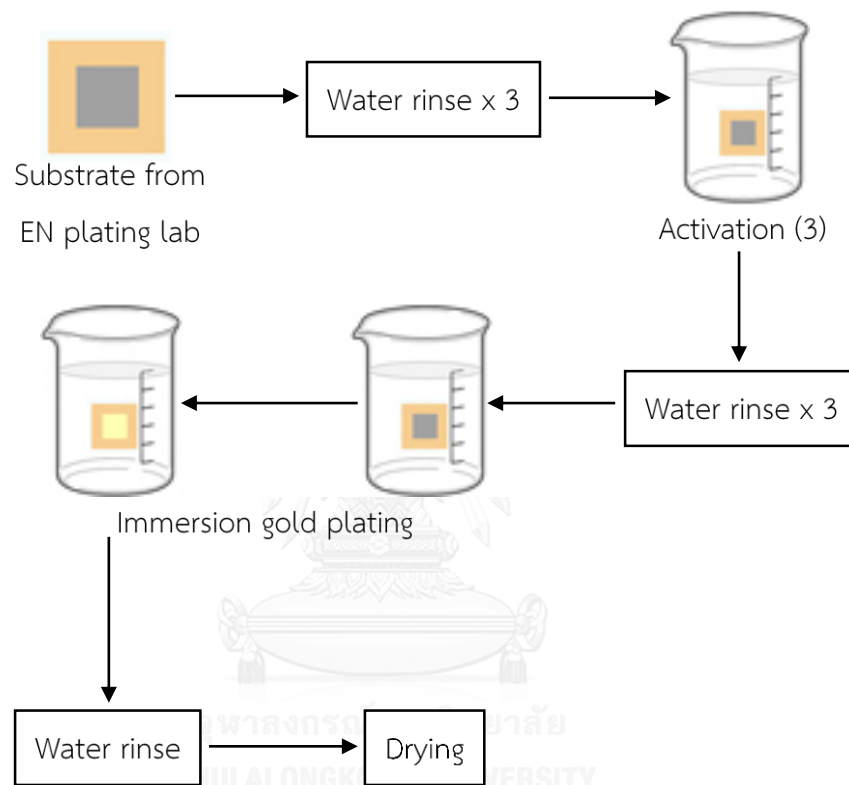 Water rinse x 3
Substrate from
EN plating lab
Activation (3)
Water rinse x 3
Immersion gold plating
Water rinse
Drying